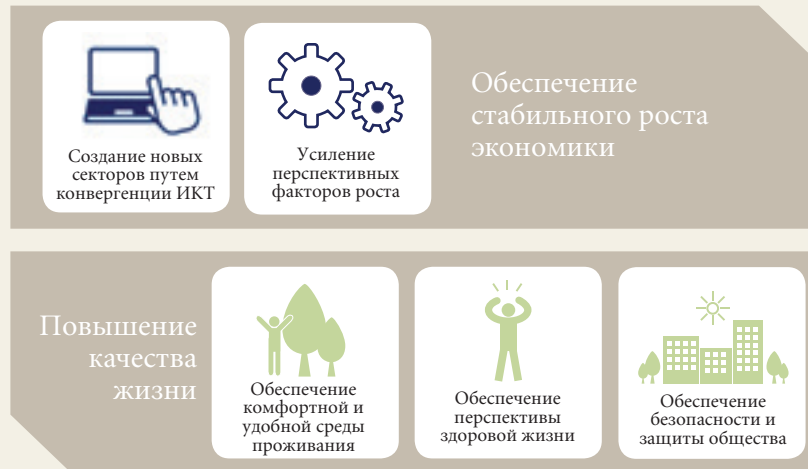 Создание новых
секторов путем
конвергенции ИКТ
Усиление
перспективных
факторов роста
Обеспечение
стабильного роста
экономики
Повышение
качества
жизни
Обеспечение
комфортной и
удобной среды
проживания
Обеспечение
перспективы
здоровой жизни
Обеспечение
безопасности и
защиты общества